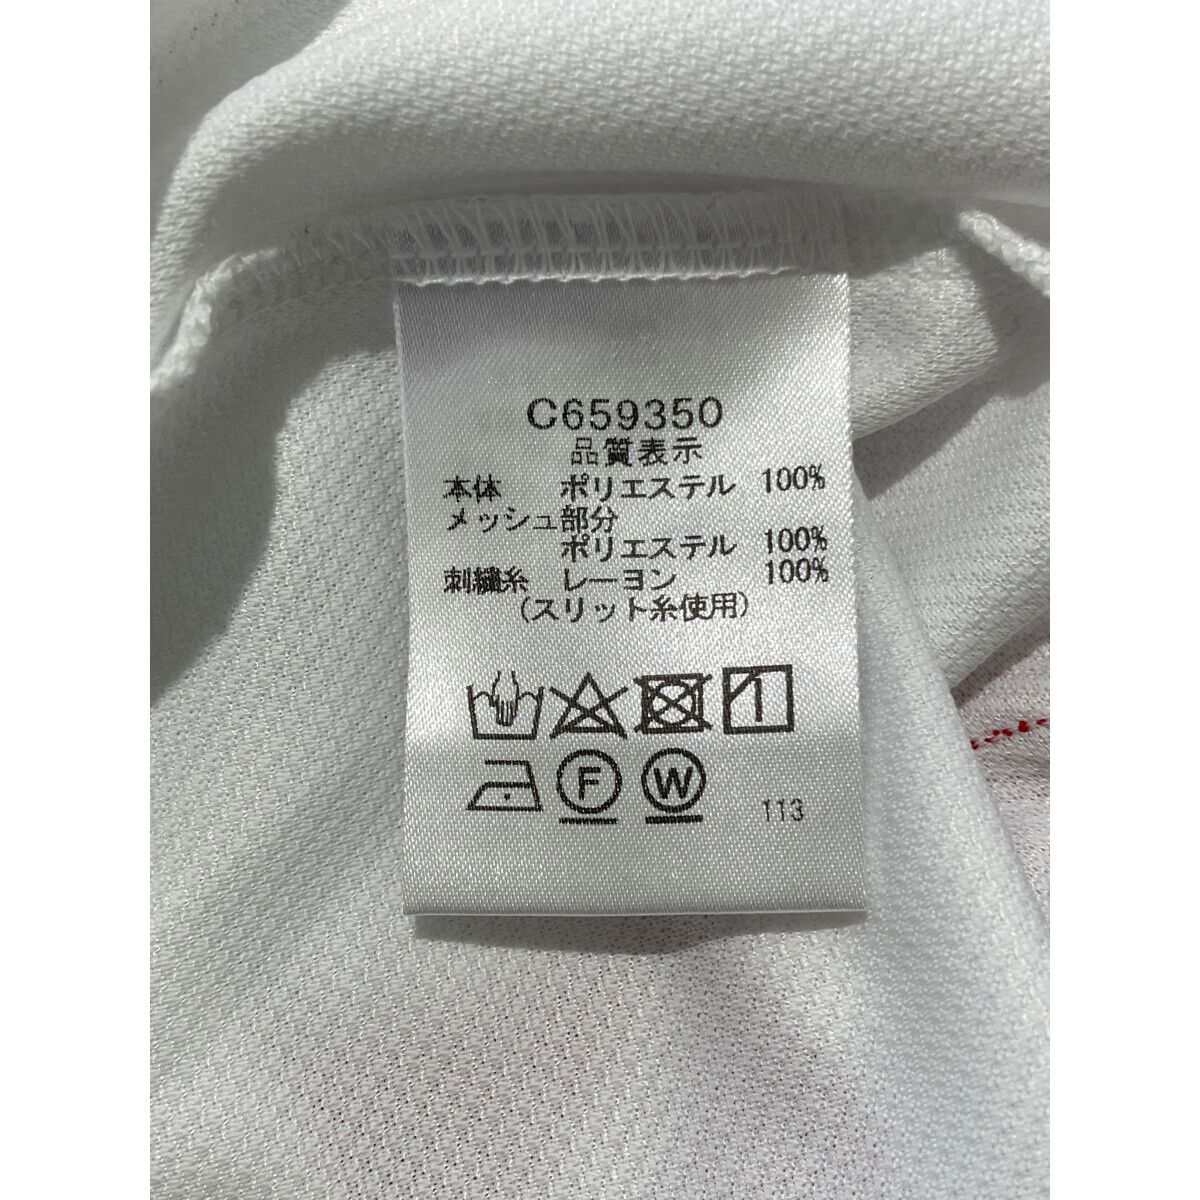 C659350
品質表示
本体 ポリエステル 100%
メッシュ部分
ポリエステル 100%
刺繍糸 レーヨン 100%
(スリット糸使用)
1
F W 113